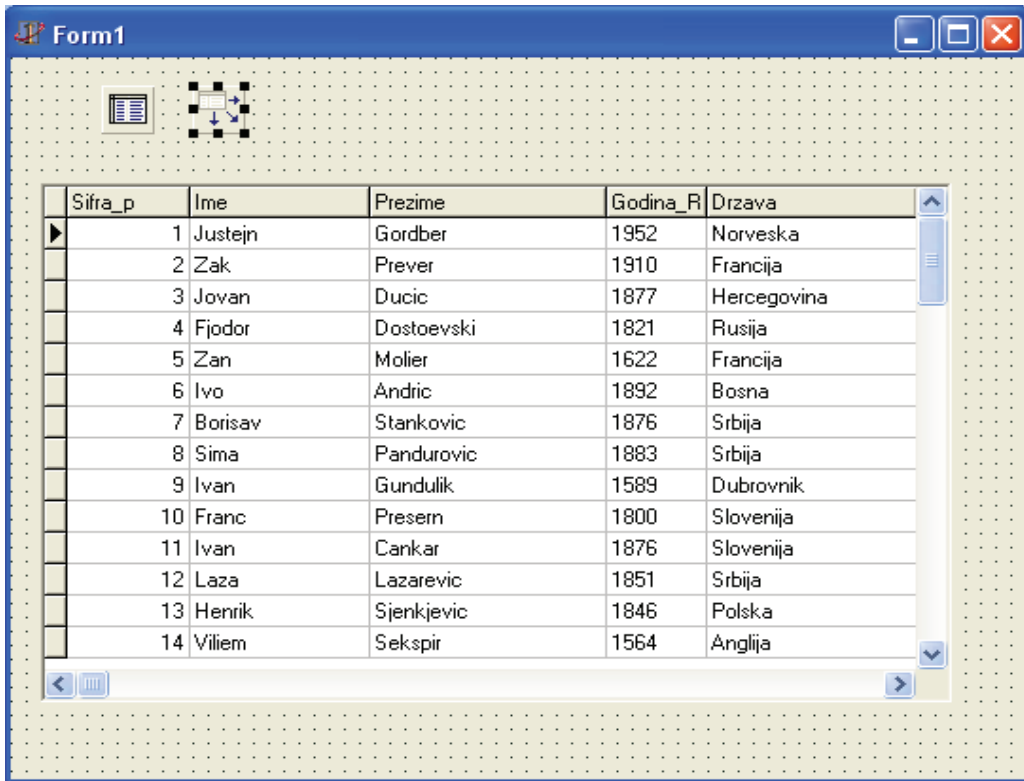 Form1
Sifra_p Ime Prezime Godina_R Drzava
1 Justejn Gordber 1952 Norveska
2 Zak Prever 1910 Francija
3 Jovan Ducic 1877 Hercegovina
4 Fjodor Dostoevski 1821 Rusija
5 Zan Molier 1622 Francija
6 Ivo Andric 1892 Bosna
7 Borisav Stankovic 1876 Srbija
8 Sima Pandurovic 1883 Srbija
9 Ivan Gundulik 1589 Dubrovnik
10 Franc Presern 1800 Slovenija
11 Ivan Cankar 1876 Slovenija
12 Laza Lazarevic 1851 Srbija
13 Henrik Sjenkjevic 1846 Polska
14 Viliem Sekspir 1564 Anglija